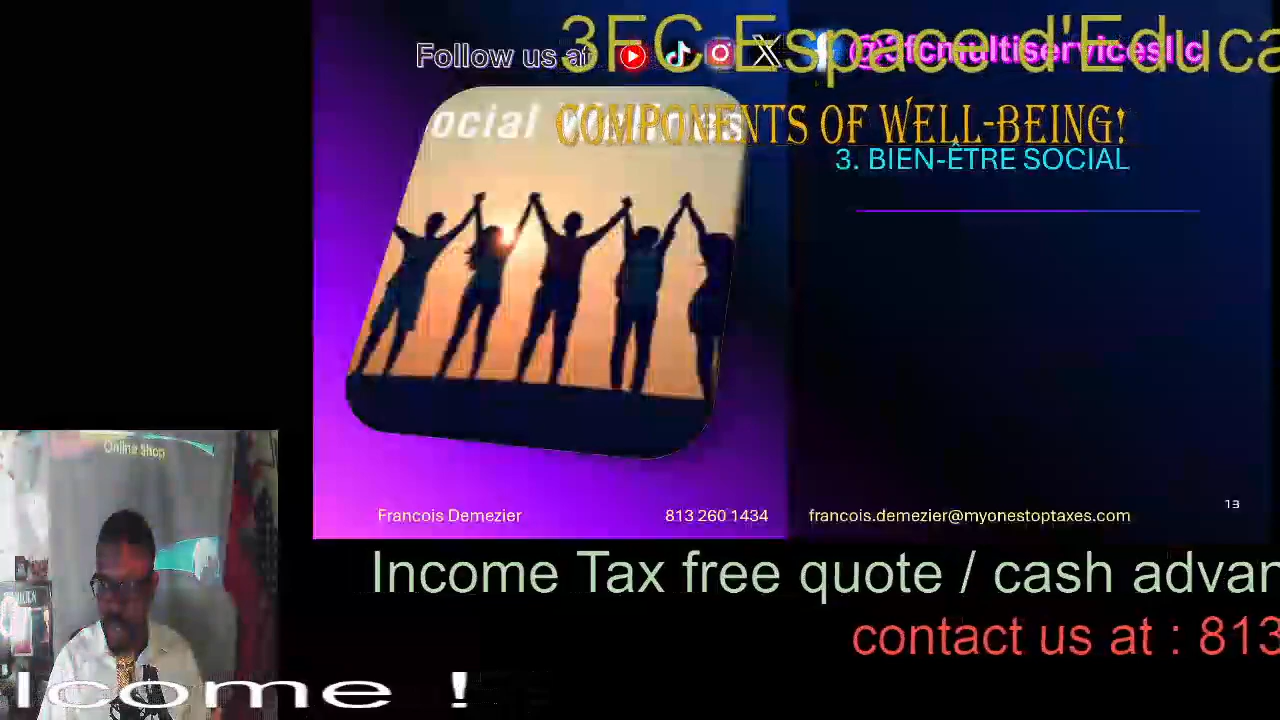 3FC Espace d'Educa
Follow us at
@3fcmultiservicesllc
COMPONENTS OF WELL-BEING!
ocial
3. BIEN-ÊTRE SOCIAL
Online Shop
Francois Demezier
813 260 1434
francois.demezier@myonestoptaxes.com
13
Income Tax free quote / cash advan
contact us at : 813
lcome !